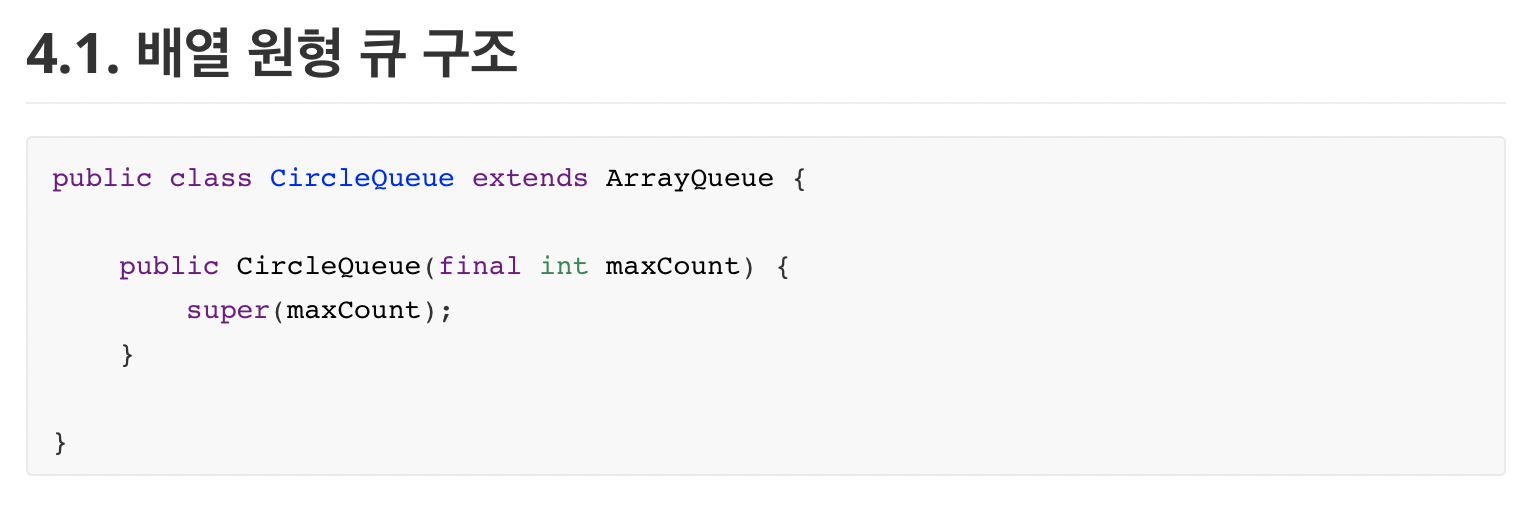 4.1. 배열 원형 큐 구조
public class CircleQueue extends ArrayQueue {
public CircleQueue(final int maxCount) {
super(maxCount);
}
}